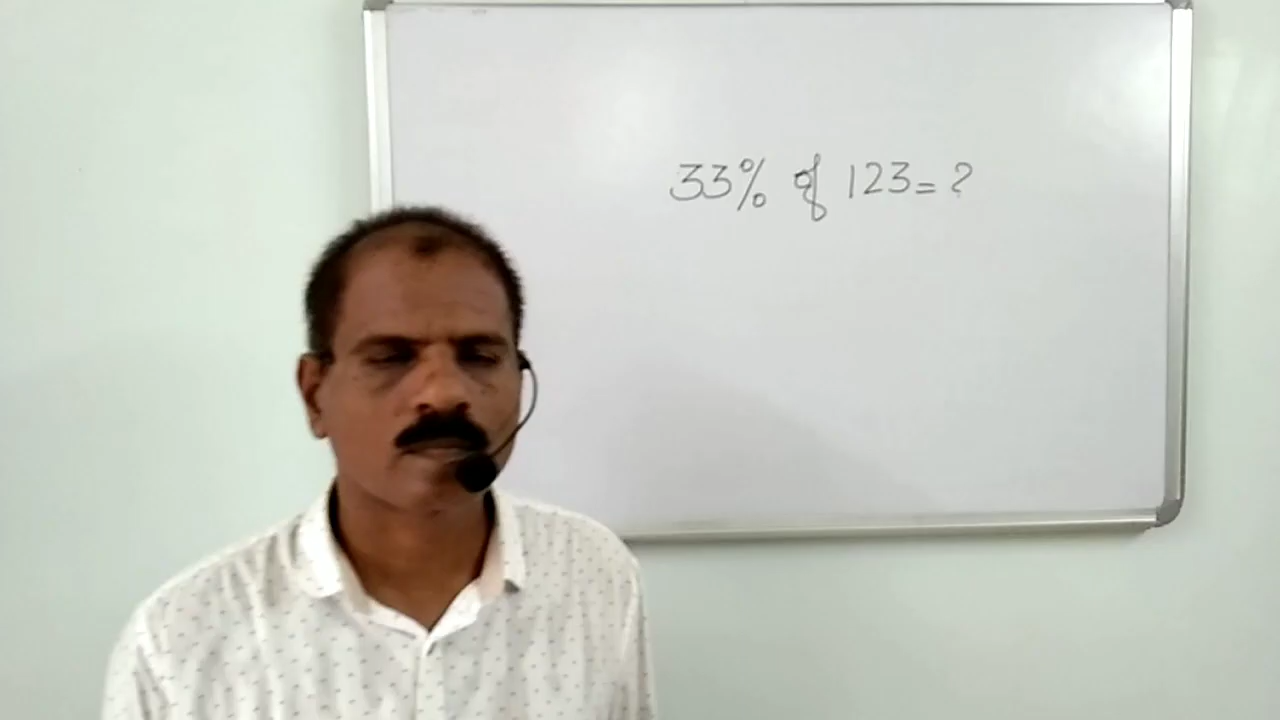 33% of 123 = ?